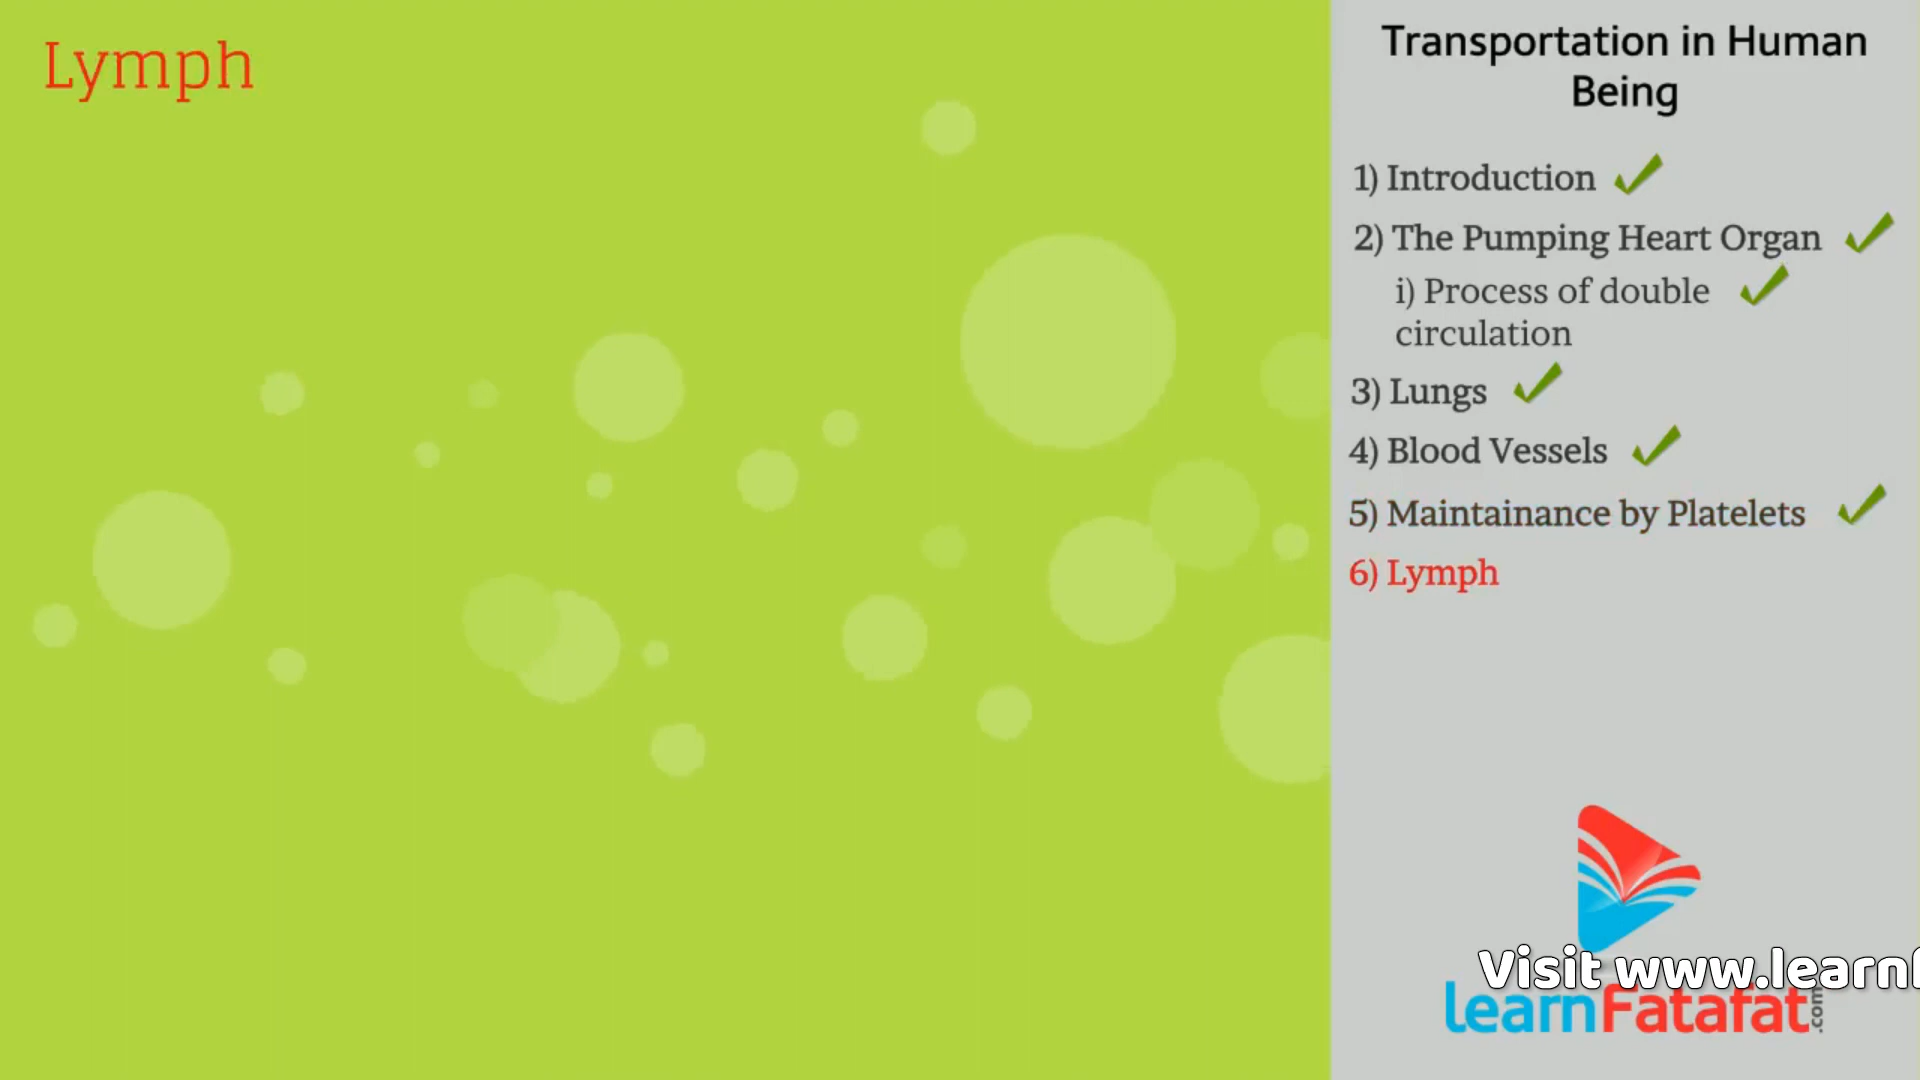 Lymph
Transportation in Human
Being
1) Introduction
2) The Pumping Heart Organ
i) Process of double
circulation
3) Lungs
4) Blood Vessels
5) Maintainance by Platelets
6) Lymph
Visit www.learn
learnFatafat.com